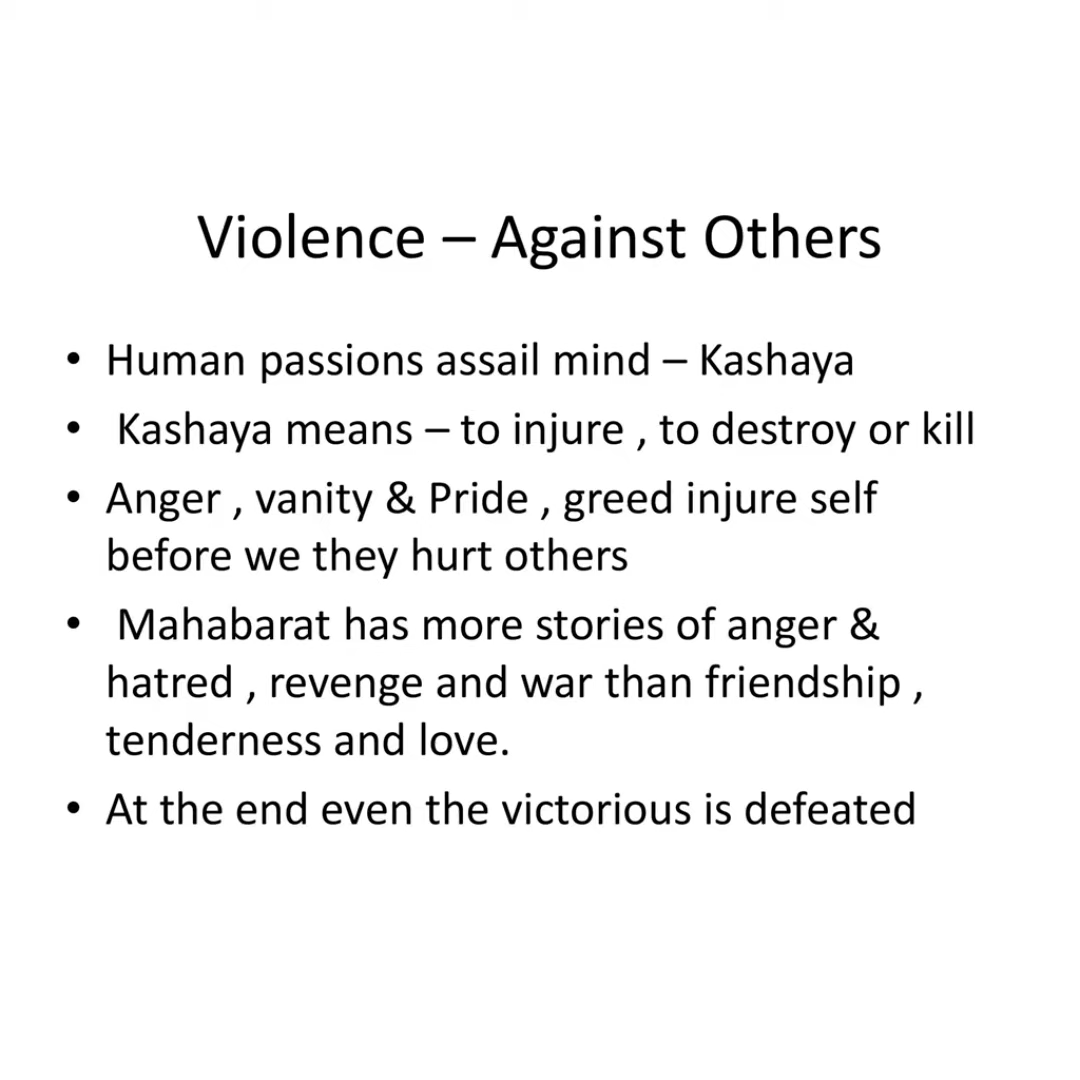 Violence – Against Others
• Human passions assail mind – Kashaya
• Kashaya means – to injure , to destroy or kill
• Anger , vanity & Pride , greed injure self
before we they hurt others
• Mahabarat has more stories of anger &
hatred , revenge and war than friendship ,
tenderness and love.
• At the end even the victorious is defeated